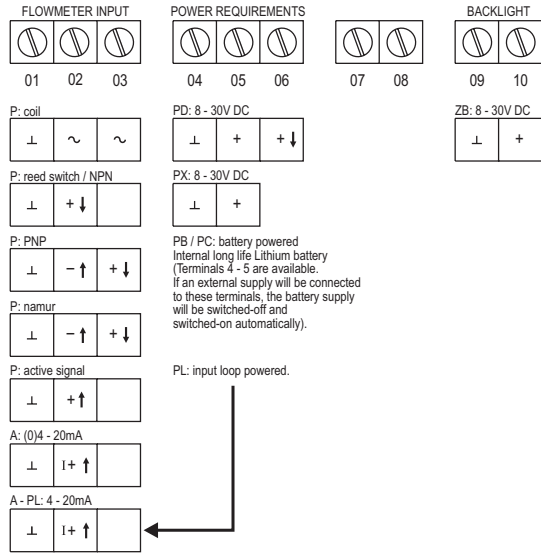 FLOWMETER INPUT
POWER REQUIREMENTS
BACKLIGHT
01 02 03
04 05 06
07 08
09 10
P: coil
⊥ ~ ~
PD: 8 - 30V DC
⊥ + +↓
ZB: 8 - 30V DC
⊥ +
P: reed switch / NPN
⊥ +↓
PX: 8 - 30V DC
⊥ +
P: PNP
⊥ −↑ +↓
PB / PC: battery powered
Internal long life Lithium battery
(Terminals 4 - 5 are available.
If an external supply will be connected
to these terminals, the battery supply
will be switched-off and
switched-on automatically).
P: namur
⊥ −↑ +↓
P: active signal
⊥ +↑
PL: input loop powered.
A: (0)4 - 20mA
⊥ I+ ↑
A - PL: 4 - 20mA
⊥ I+ ↑